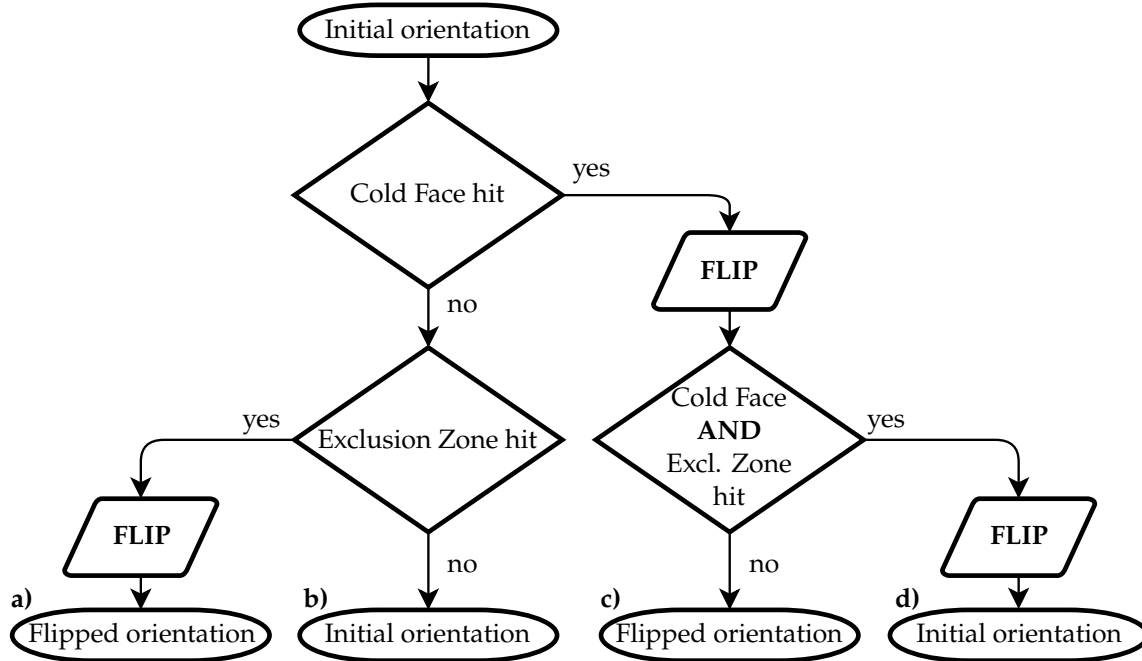 Initial orientation
Cold Face hit
yes
FLIP
no
Exclusion Zone hit
yes
FLIP
no
Cold Face
AND
Excl. Zone
hit
yes
FLIP
no
a)
Flipped orientation
b)
Initial orientation
c)
Flipped orientation
d)
Initial orientation